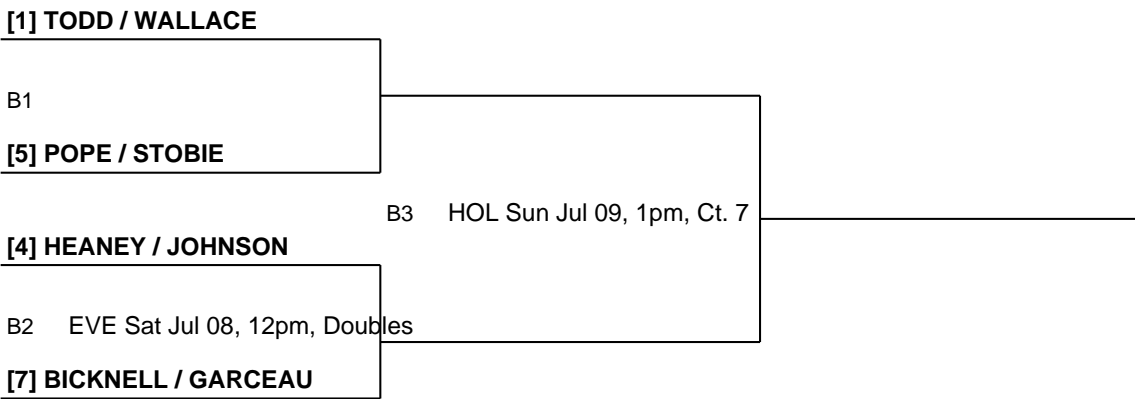 [1] TODD / WALLACE
B1
[5] POPE / STOBIE
B3 HOL Sun Jul 09, 1pm, Ct. 7
[4] HEANEY / JOHNSON
B2 EVE Sat Jul 08, 12pm, Doubles
[7] BICKNELL / GARCEAU